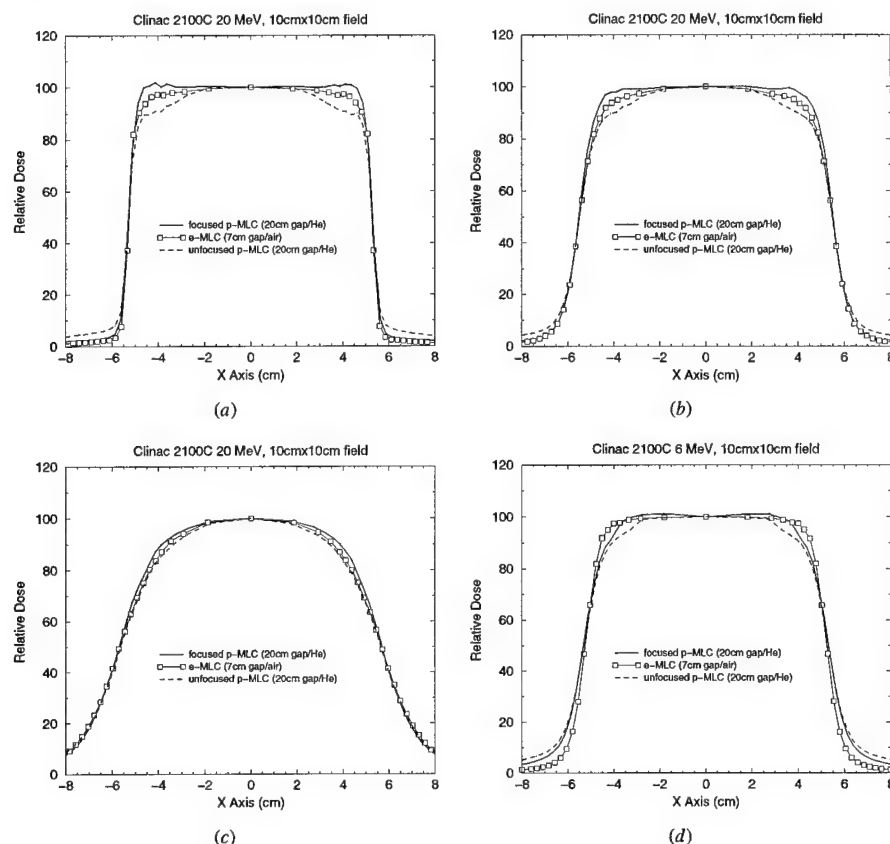 Clinac 2100C 20 MeV, 10cmx10cm field
120
100
80
60
40
20
0
Relative Dose
focused p-MLC (20cm gap/He)
e-MLC (7cm gap/air)
unfocused p-MLC (20cm gap/He)
-8 -6 -4 -2 0 2 4 6 8
X Axis (cm)
(a)
Clinac 2100C 20 MeV, 10cmx10cm field
120
100
80
60
40
20
0
Relative Dose
focused p-MLC (20cm gap/He)
e-MLC (7cm gap/air)
unfocused p-MLC (20cm gap/He)
-8 -6 -4 -2 0 2 4 6 8
X Axis (cm)
(b)
Clinac 2100C 20 MeV, 10cmx10cm field
120
100
80
60
40
20
0
Relative Dose
focused p-MLC (20cm gap/He)
e-MLC (7cm gap/air)
unfocused p-MLC (20cm gap/He)
-8 -6 -4 -2 0 2 4 6 8
X Axis (cm)
(c)
Clinac 2100C 6 MeV, 10cmx10cm field
120
100
80
60
40
20
0
Relative Dose
focused p-MLC (20cm gap/He)
e-MLC (7cm gap/air)
unfocused p-MLC (20cm gap/He)
-8 -6 -4 -2 0 2 4 6 8
X Axis (cm)
(d)